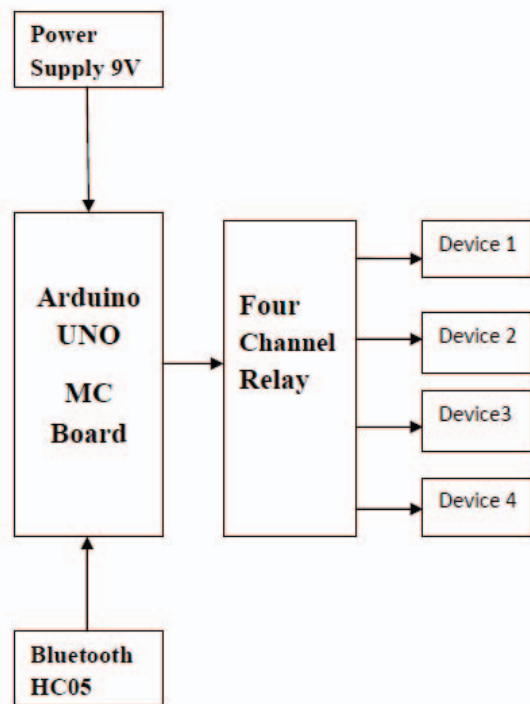 Power
Supply 9V
Arduino
UNO
MC
Board
Four
Channel
Relay
Device 1
Device 2
Device3
Device 4
Bluetooth
HC05